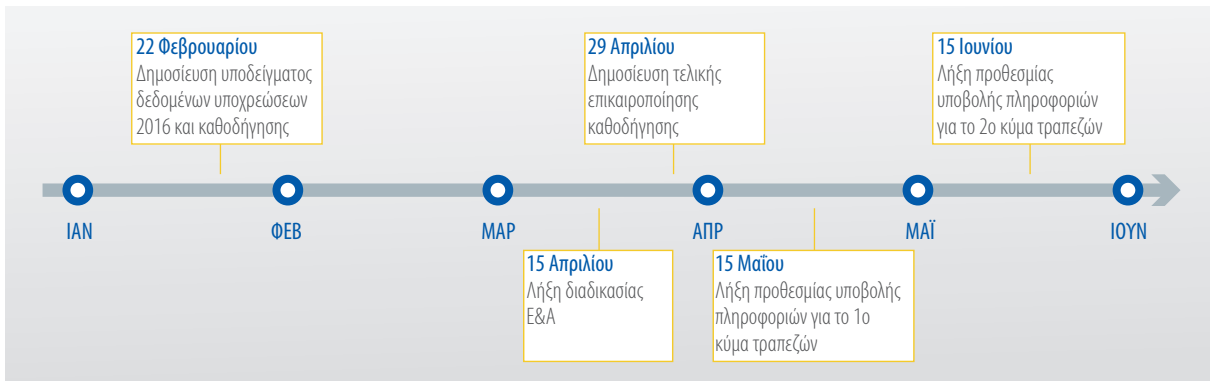 22 Φεβρουαρίου
Δημοσίευση υποδείγματος
δεδομένων υποχρεώσεων
2016 και καθοδήγησης
29 Απριλίου
Δημοσίευση τελικής
επικαιροποίησης
καθοδήγησης
15 Ιουνίου
Λήξη προθεσμίας
υποβολής πληροφοριών
για το 2ο κύμα τραπεζών
ΙΑΝ
ΦΕΒ
ΜΑΡ
ΑΠΡ
ΜΑΪ
ΙΟΥΝ
15 Απριλίου
Λήξη διαδικασίας
Ε&Α
15 Μαΐου
Λήξη προθεσμίας υποβολής
πληροφοριών για το 1ο
κύμα τραπεζών